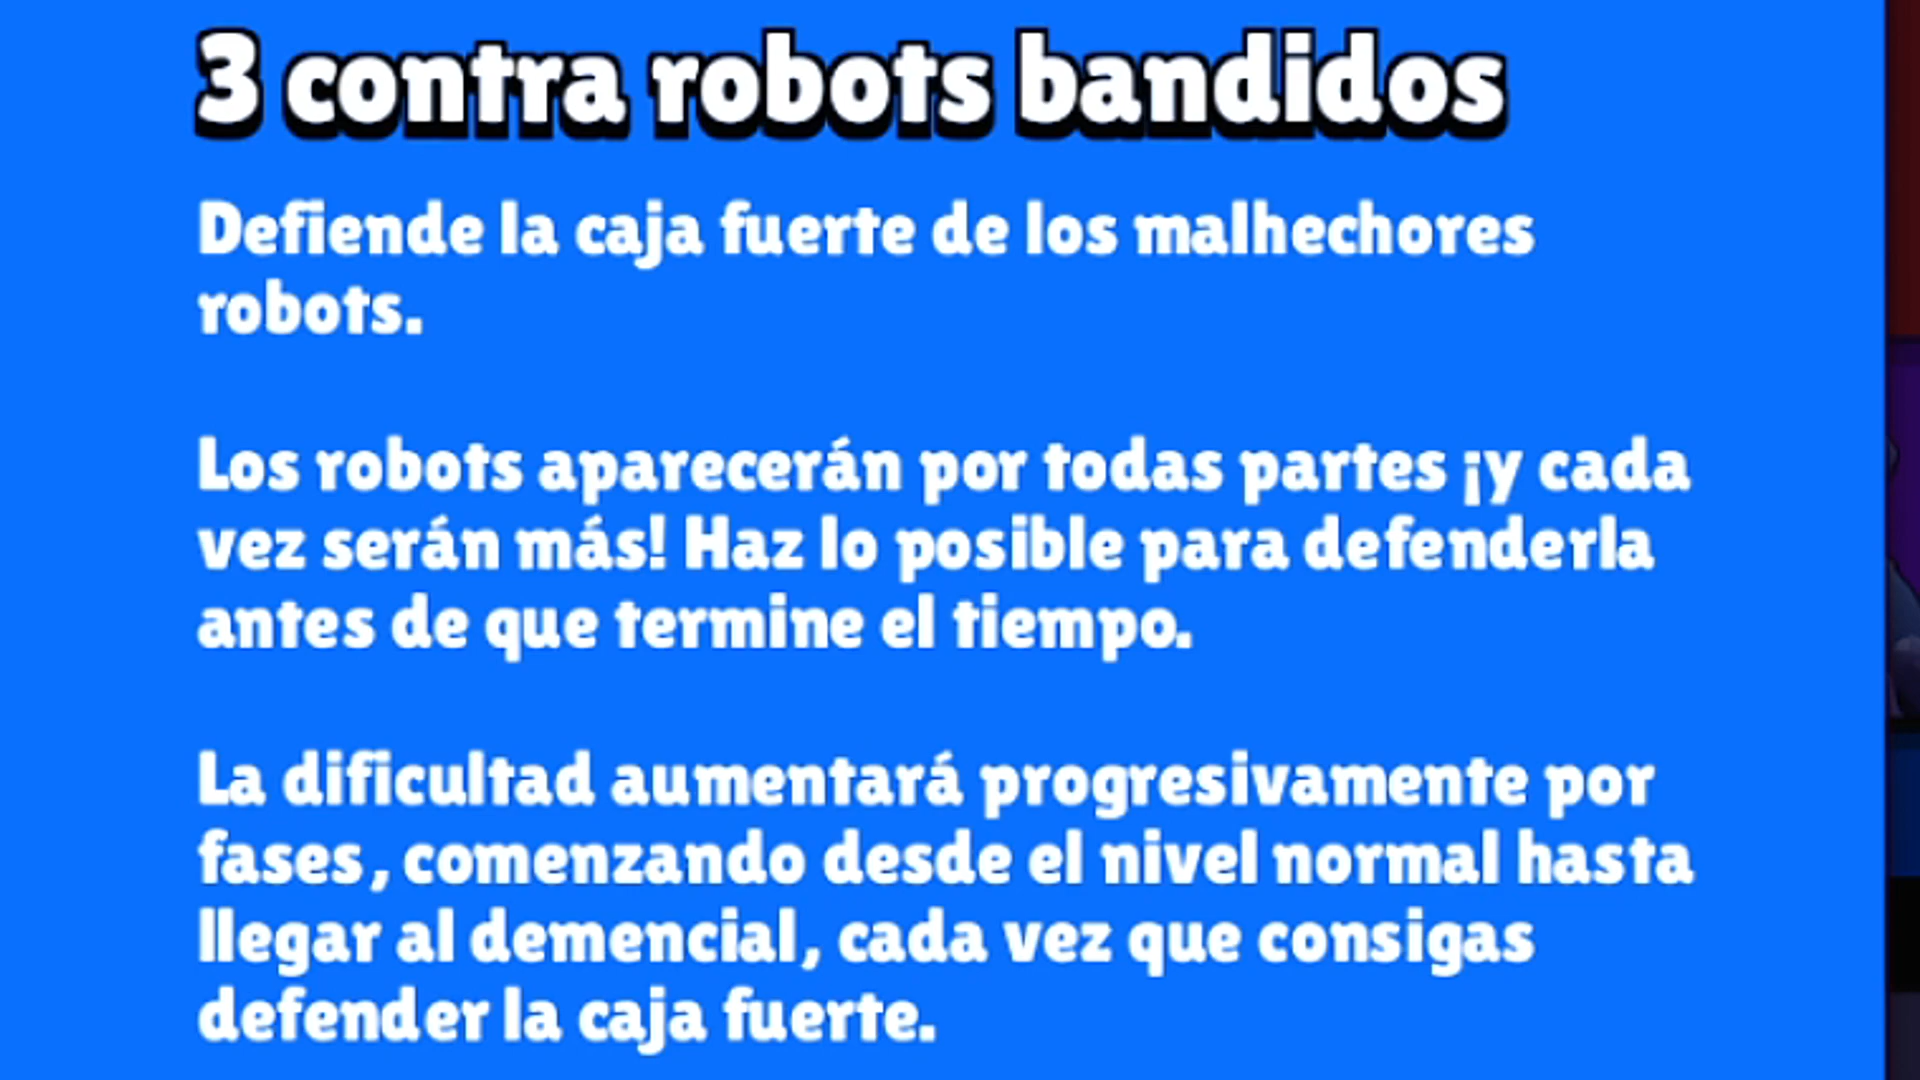 3 contra robots bandidos
Defiende la caja fuerte de los malhechores
robots.
Los robots aparecerán por todas partes ¡y cada
vez serán más! Haz lo posible para defenderla
antes de que termine el tiempo.
La dificultad aumentará progresivamente por
fases, comenzando desde el nivel normal hasta
llegar al demencial, cada vez que consigas
defender la caja fuerte.